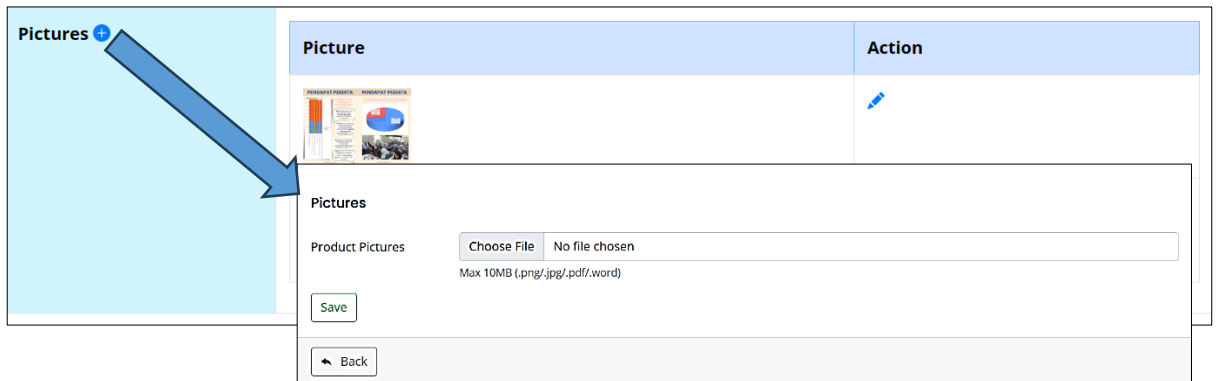 Pictures
Picture
Action
PENDAPAT PESERTA PENDAPAT PESERTA
Pictures
Product Pictures
Choose File No file chosen
Max 10MB (.png/.jpg/.pdf/.word)
Save
Back